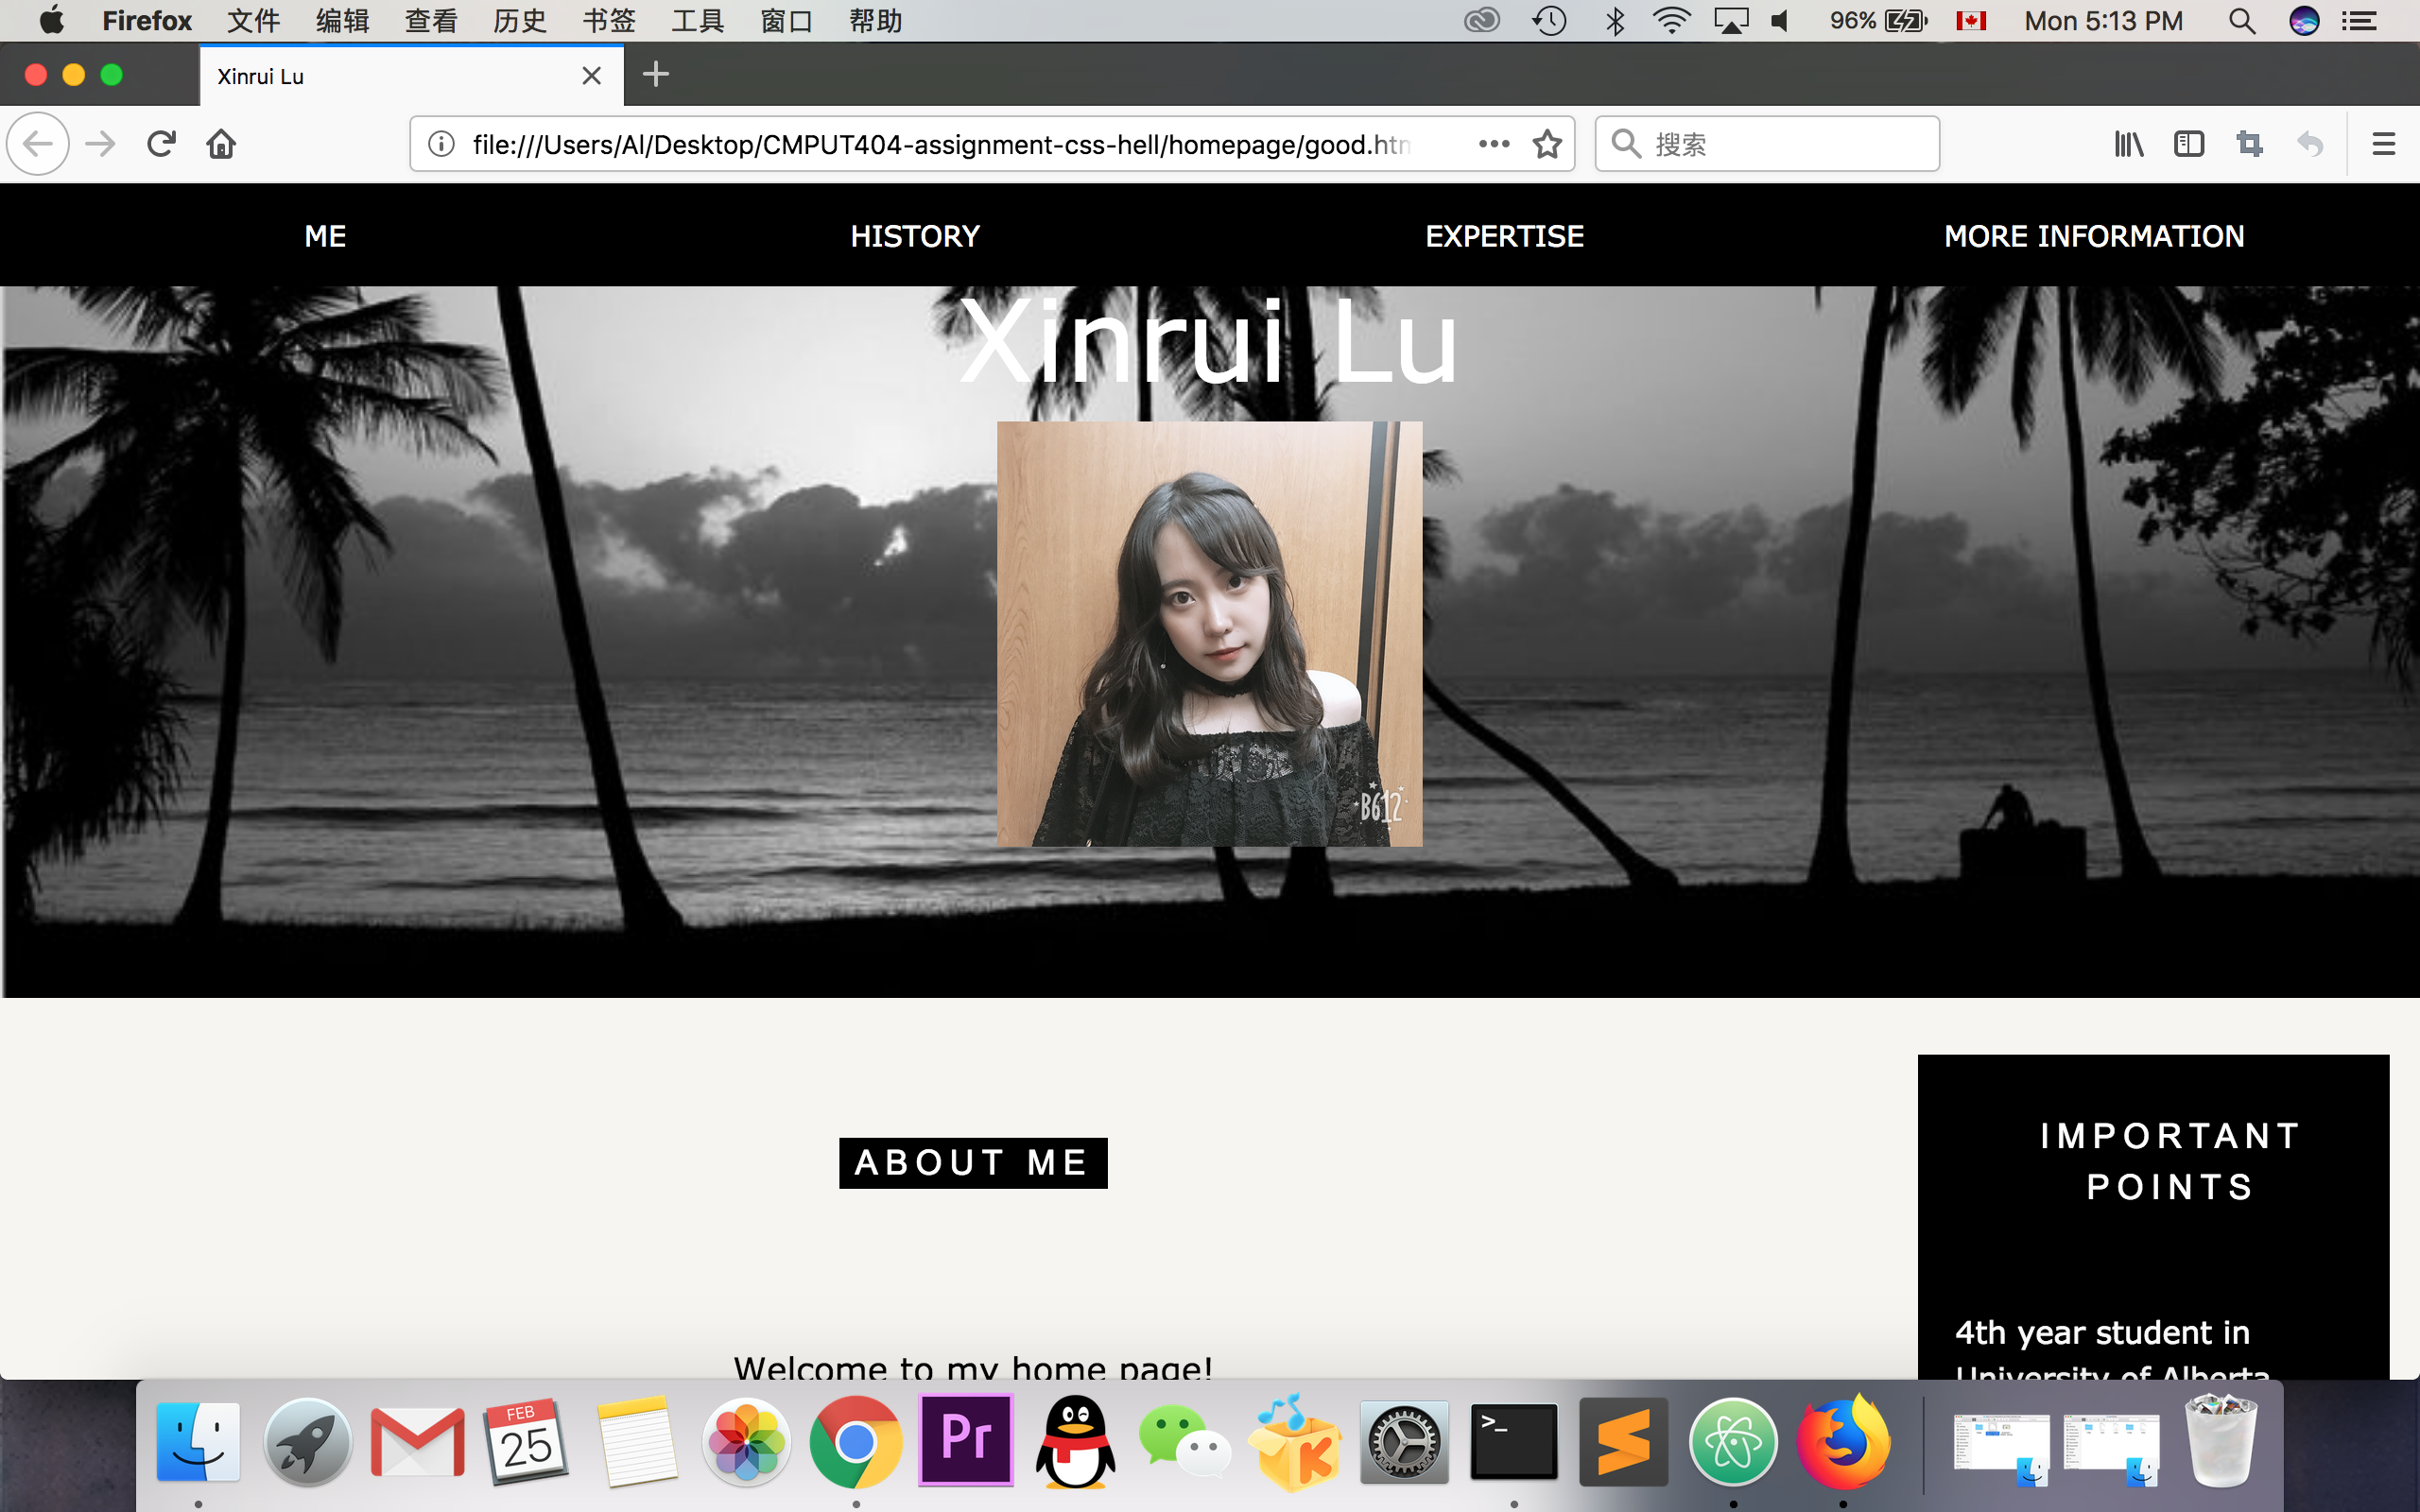 Firefox 文件 编辑 查看 历史 书签 工具 窗口 帮助 96% Mon 5:13 PM
Xinrui Lu
file:///Users/Al/Desktop/CMPUT404-assignment-css-hell/homepage/good.htm 搜索
ME HISTORY EXPERTISE MORE INFORMATION
Xinrui Lu
B612
ABOUT ME
IMPORTANT
POINTS
Welcome to my home page!
4th year student in
University of Alberta
FEB
25
Pr
K
>_